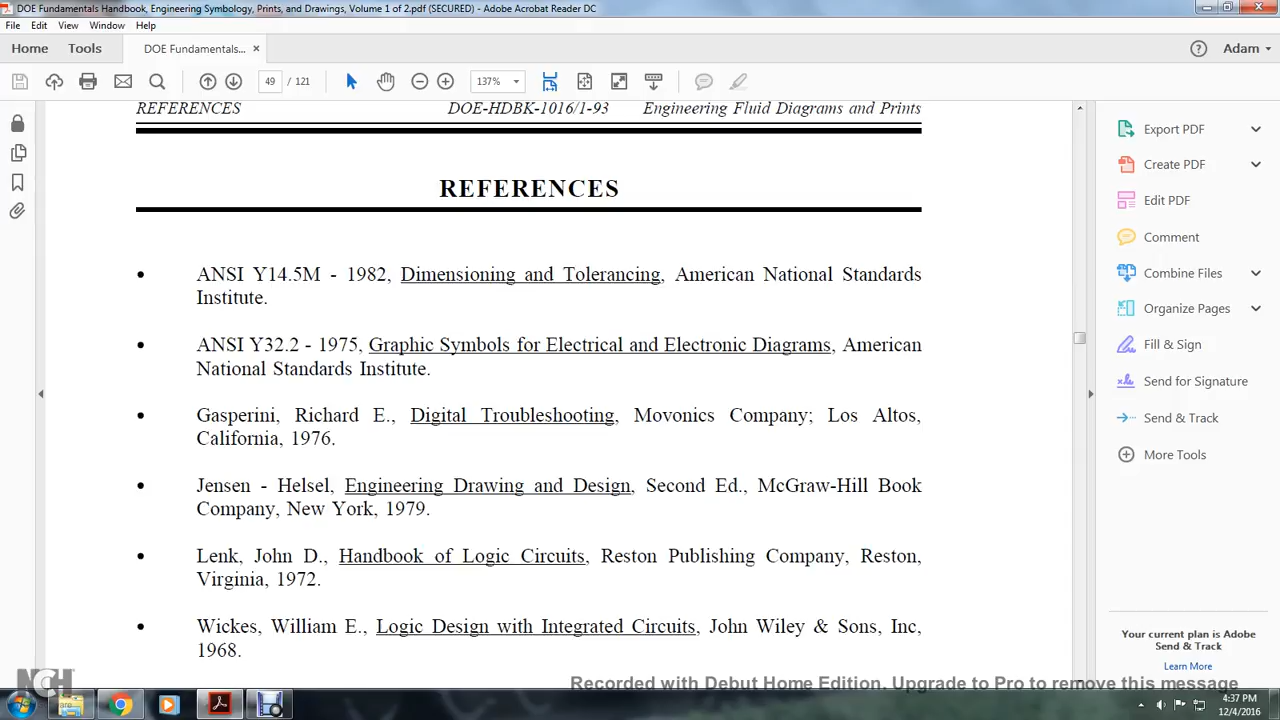 DOE Fundamentals Handbook, Engineering Symbology, Prints, and Drawings, Volume 1 of 2.pdf (SECURED) - Adobe Acrobat Reader DC
File Edit View Window Help
Home Tools DOE Fundamentals... × Adam
49 / 121 137%
REFERENCES DOE-HDBK-1016/1-93 Engineering Fluid Diagrams and Prints
REFERENCES
• ANSI Y14.5M - 1982, Dimensioning and Tolerancing, American National Standards
Institute.
• ANSI Y32.2 - 1975, Graphic Symbols for Electrical and Electronic Diagrams, American
National Standards Institute.
• Gasperini, Richard E., Digital Troubleshooting, Movonics Company; Los Altos,
California, 1976.
• Jensen - Helsel, Engineering Drawing and Design, Second Ed., McGraw-Hill Book
Company, New York, 1979.
• Lenk, John D., Handbook of Logic Circuits, Reston Publishing Company, Reston,
Virginia, 1972.
• Wickes, William E., Logic Design with Integrated Circuits, John Wiley & Sons, Inc,
1968.
Export PDF
Create PDF
Edit PDF
Comment
Combine Files
Organize Pages
Fill & Sign
Send for Signature
Send & Track
More Tools
Your current plan is Adobe
Send & Track
Learn More
NCH
Recorded with Debut Home Edition. Upgrade to Pro to remove this message
4:37 PM
12/4/2016